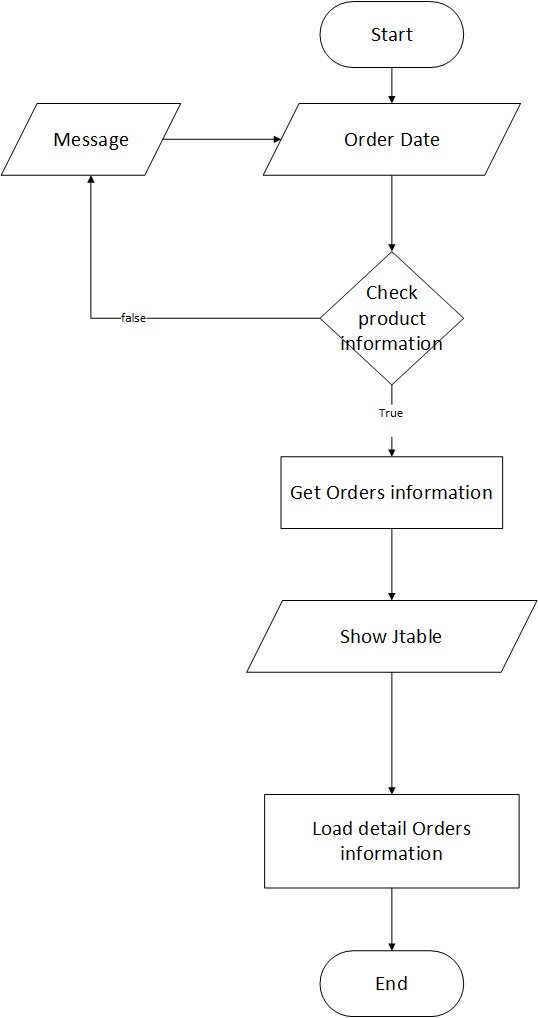 Start
Message
Order Date
Check
product
information
false
True
Get Orders information
Show Jtable
Load detail Orders
information
End